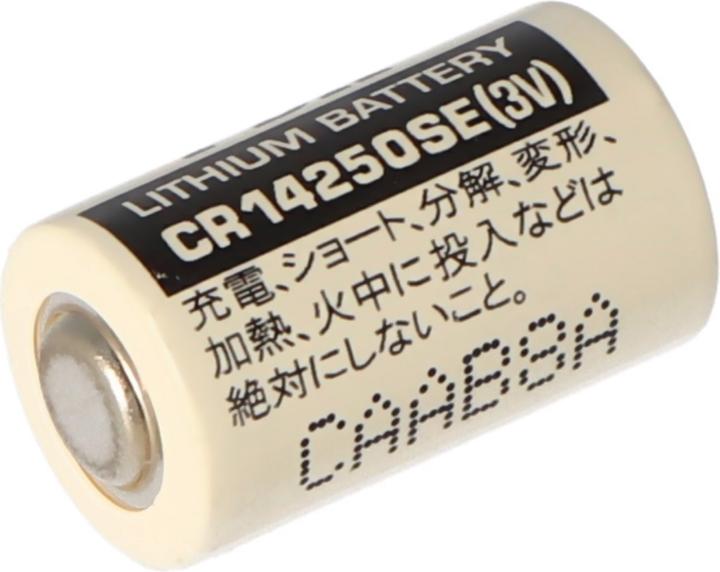 LITHIUM BATTERY
CR14250SE(3V)
充電、ショート、分解、変形、
加熱、火中に投入などは
絶対にしないこと。
CAAB9A